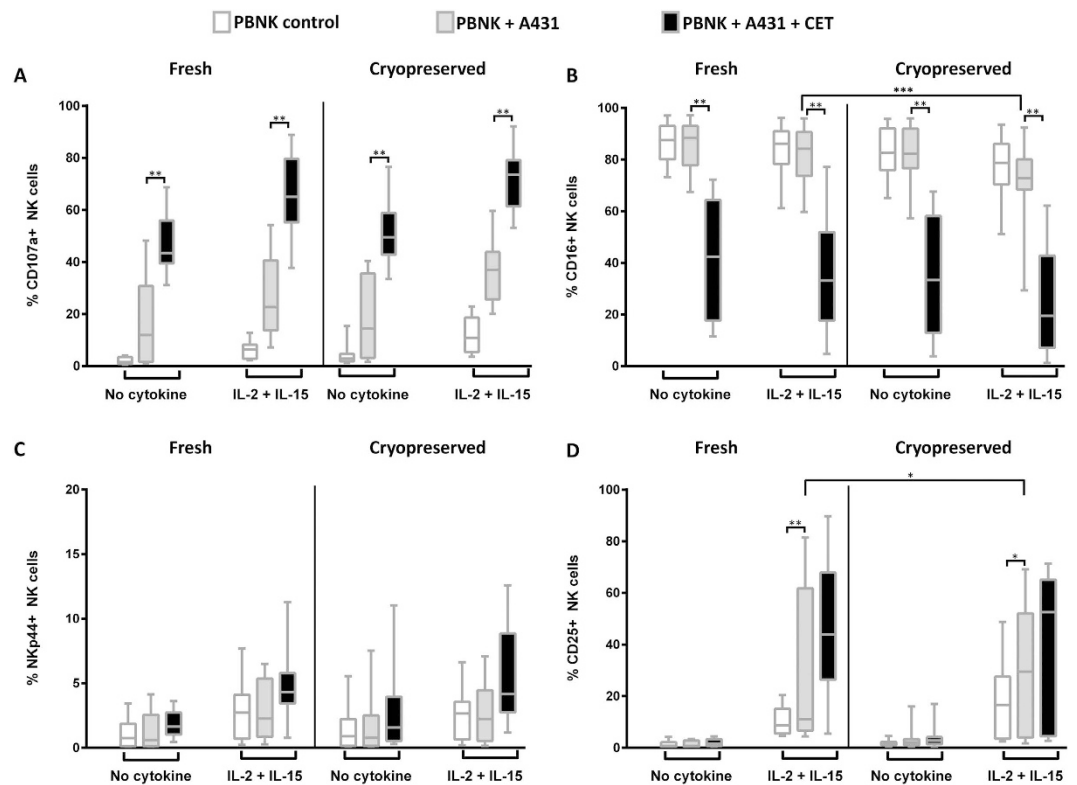 PBNK control PBNK + A431 PBNK + A431 + CET
A Fresh Cryopreserved
% CD107a+ NK cells
100
80
60
40
20
0
** ** ** **
No cytokine IL-2 + IL-15 No cytokine IL-2 + IL-15
B Fresh Cryopreserved
% CD16+ NK cells
***
** ** ** **
100
80
60
40
20
0
No cytokine IL-2 + IL-15 No cytokine IL-2 + IL-15
C Fresh Cryopreserved
% NKp44+ NK cells
20
15
10
5
0
No cytokine IL-2 + IL-15 No cytokine IL-2 + IL-15
D Fresh Cryopreserved
% CD25+ NK cells
*
** *
100
80
60
40
20
0
No cytokine IL-2 + IL-15 No cytokine IL-2 + IL-15